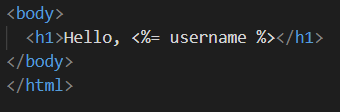 <body>
<h1>Hello, <%= username %></h1>
</body>
</html>